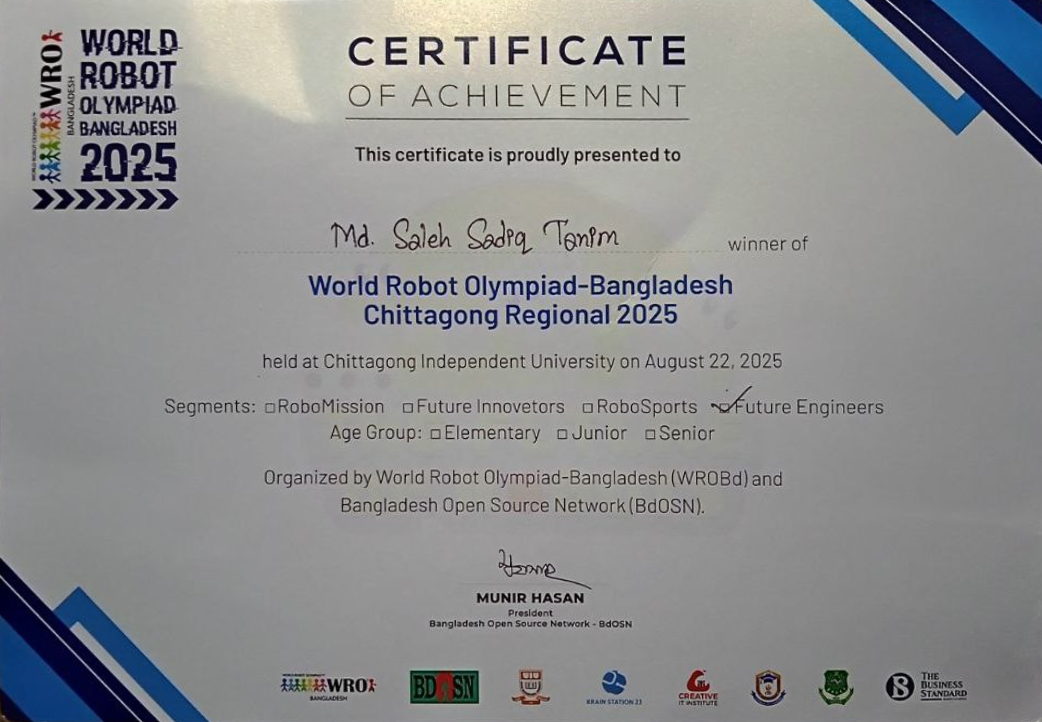 WORLD
ROBOT
OLYMPIAD
BANGLADESH
2025
WRO
BANGLADESH
CERTIFICATE
OF ACHIEVEMENT
This certificate is proudly presented to
Md. Saleh Sadiq Tanim winner of
World Robot Olympiad-Bangladesh
Chittagong Regional 2025
held at Chittagong Independent University on August 22, 2025
Segments: □RoboMission □Future Innovetors □RoboSports ☑Future Engineers
Age Group: □Elementary □Junior □Senior
Organized by World Robot Olympiad-Bangladesh (WROBd) and
Bangladesh Open Source Network (BdOSN).
MUNIR HASAN
President
Bangladesh Open Source Network - BdOSN
WRO
BANGLADESH
BDOSN
BRAIN STATION 23
CREATIVE
IT INSTITUTE
THE
BUSINESS
STANDARD